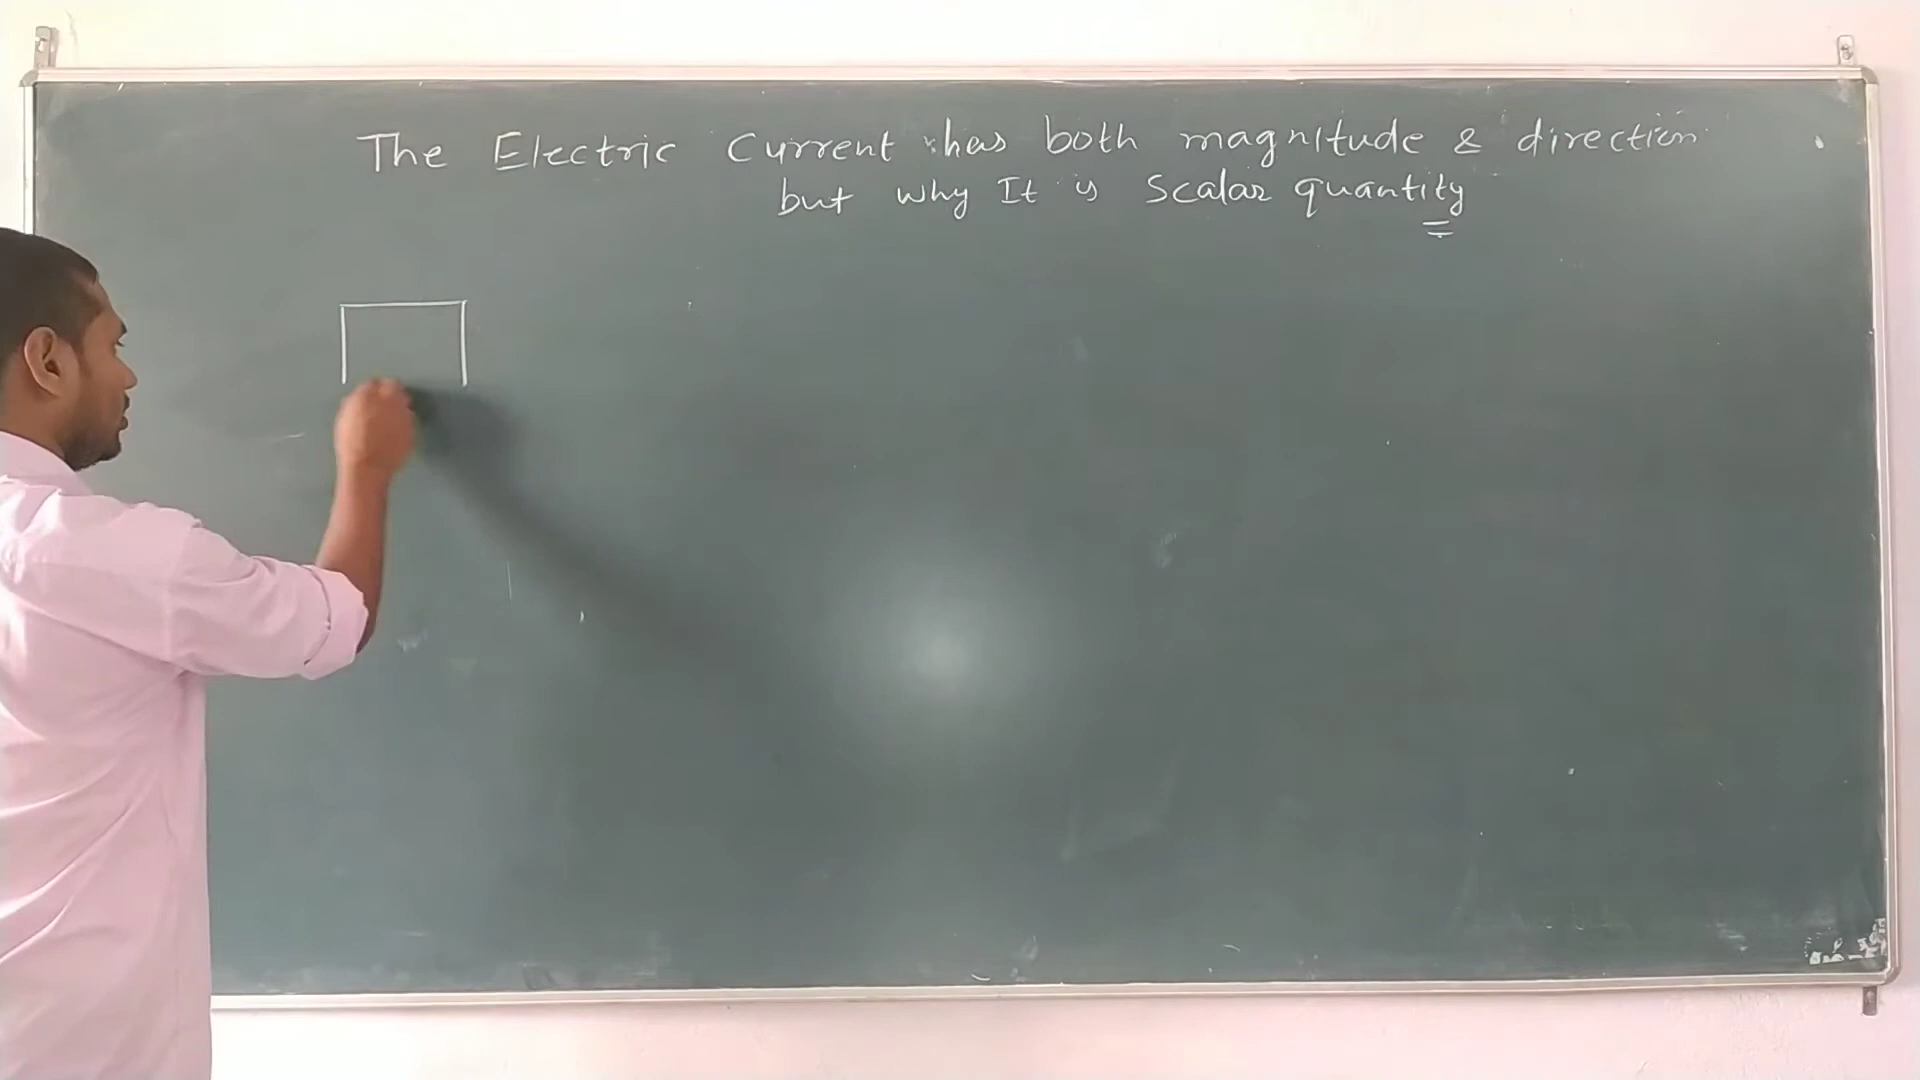 The Electric Current has both magnitude & direction
but why It is Scalar quantity